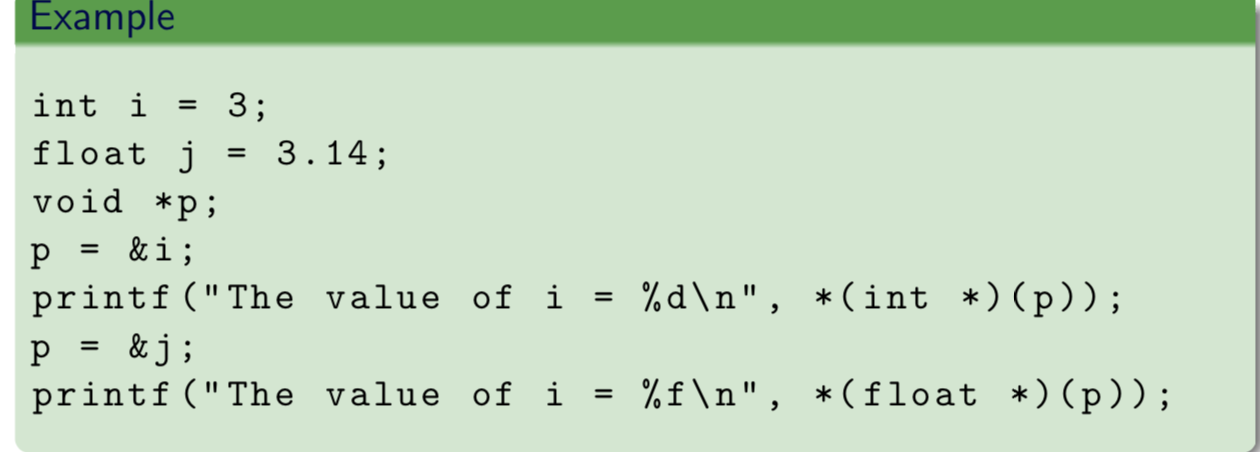 Example
int i = 3;
float j = 3.14;
void *p;
p = &i;
printf("The value of i = %d\n", *(int *)(p));
p = &j;
printf("The value of i = %f\n", *(float *)(p));